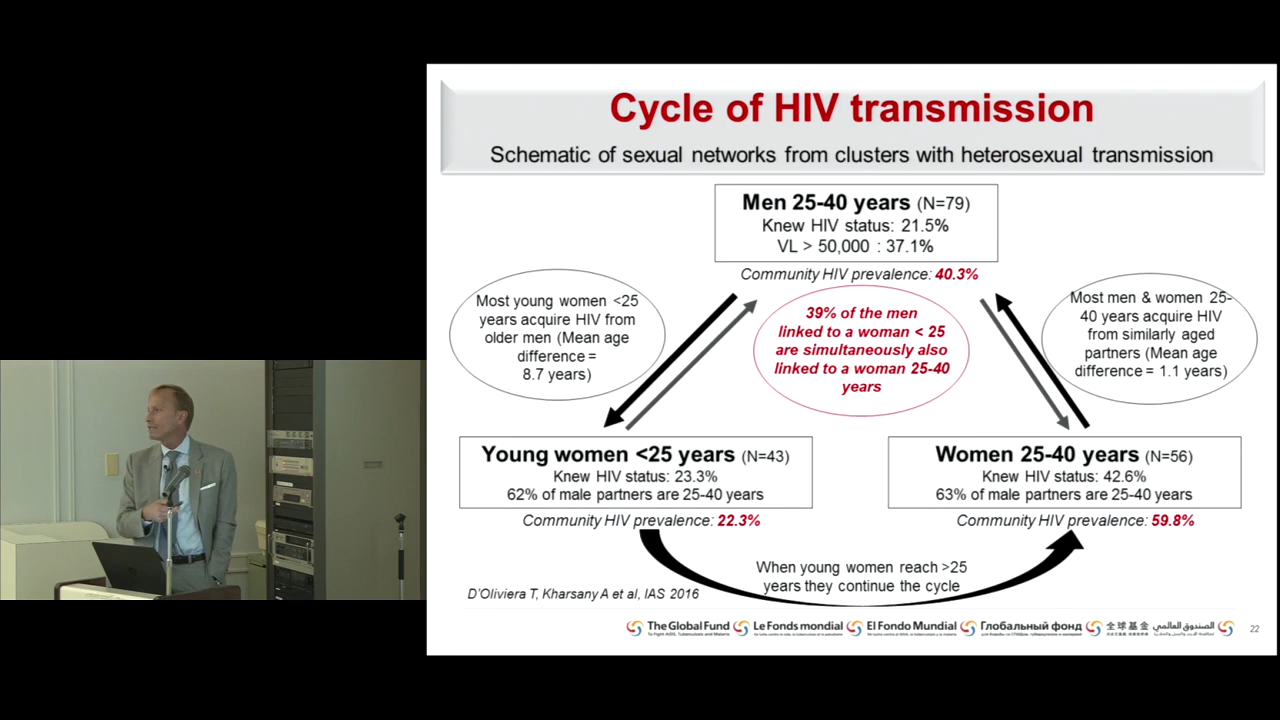 Cycle of HIV transmission
Schematic of sexual networks from clusters with heterosexual transmission
Men 25-40 years (N=79)
Knew HIV status: 21.5%
VL > 50,000 : 37.1%
Community HIV prevalence: 40.3%
Most young women <25
years acquire HIV from
older men (Mean age
difference =
8.7 years)
39% of the men
linked to a woman < 25
are simultaneously also
linked to a woman 25-40
years
Most men & women 25-
40 years acquire HIV
from similarly aged
partners (Mean age
difference = 1.1 years)
Young women <25 years (N=43)
Knew HIV status: 23.3%
62% of male partners are 25-40 years
Community HIV prevalence: 22.3%
Women 25-40 years (N=56)
Knew HIV status: 42.6%
63% of male partners are 25-40 years
Community HIV prevalence: 59.8%
When young women reach >25
years they continue the cycle
D'Oliviera T, Kharsany A et al, IAS 2016
The Global Fund
To Fight AIDS, Tuberculosis and Malaria
Le Fonds mondial
El Fondo Mundial
Глобальный фонд
全球基金
الصندوق العالمي
22